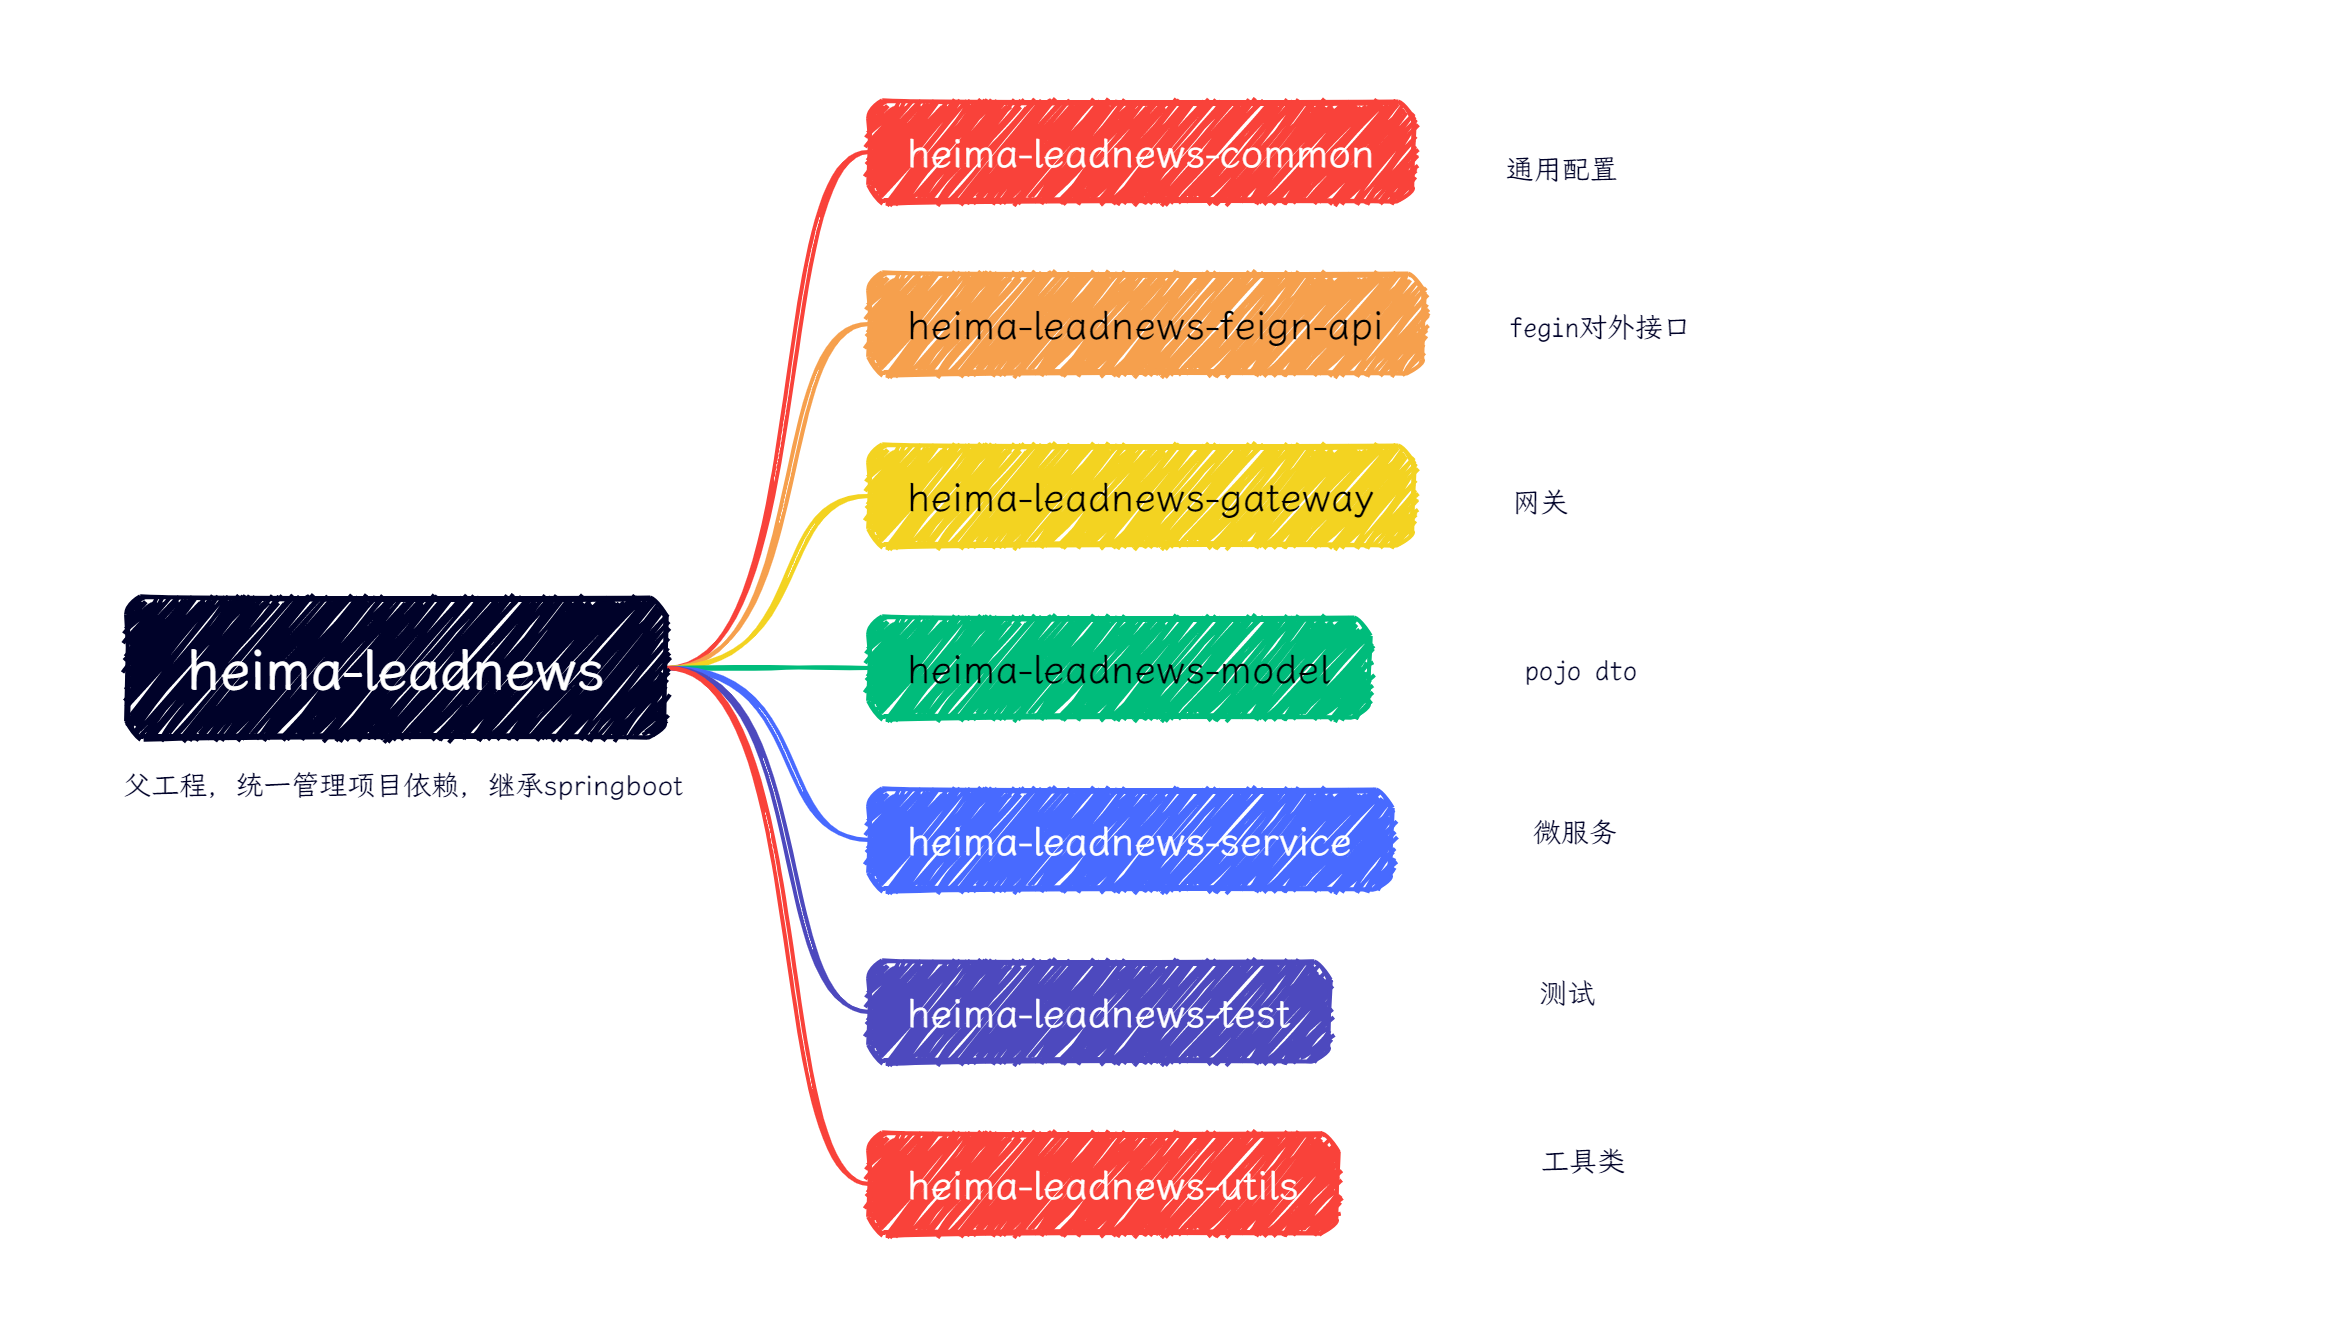 heima-leadnews
父工程，统一管理项目依赖，继承springboot
heima-leadnews-common
通用配置
heima-leadnews-feign-api
fegin对外接口
heima-leadnews-gateway
网关
heima-leadnews-model
pojo dto
heima-leadnews-service
微服务
heima-leadnews-test
测试
heima-leadnews-utils
工具类